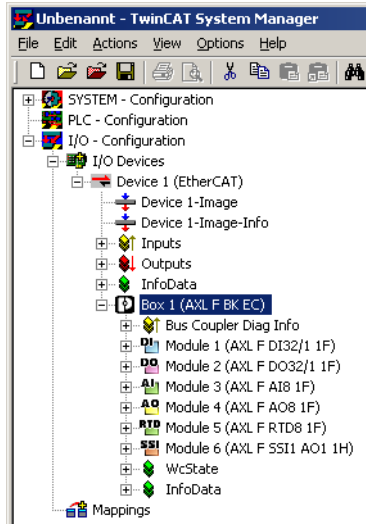 Unbenannt - TwinCAT System Manager
File Edit Actions View Options Help
SYSTEM - Configuration
PLC - Configuration
I/O - Configuration
I/O Devices
Device 1 (EtherCAT)
Device 1-Image
Device 1-Image-Info
Inputs
Outputs
InfoData
Box 1 (AXL F BK EC)
Bus Coupler Diag Info
DI Module 1 (AXL F DI32/1 1F)
DO Module 2 (AXL F DO32/1 1F)
AI Module 3 (AXL F AI8 1F)
AO Module 4 (AXL F AO8 1F)
RTD Module 5 (AXL F RTD8 1F)
SSI Module 6 (AXL F SSI1 AO1 1H)
WcState
InfoData
Mappings